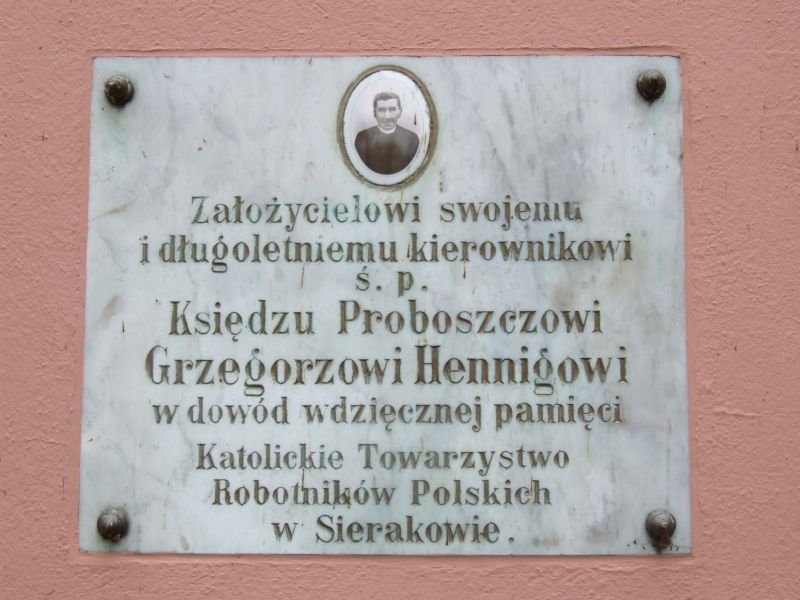 Założycielowi swojemu
i długoletniemu kierownikowi
ś. p.
Księdzu Proboszczowi
Grzegorzowi Hennigowi
w dowód wdzięcznej pamięci
Katolickie Towarzystwo
Robotników Polskich
w Sierakowie.